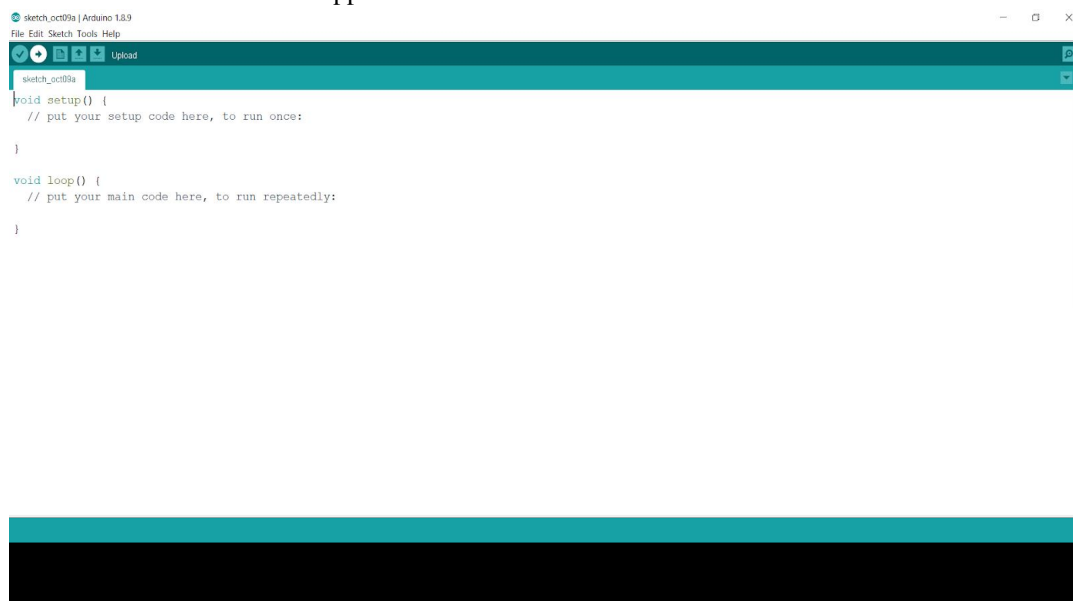 sketch_oct09a | Arduino 1.8.9
File Edit Sketch Tools Help
Upload
sketch_oct09a
void setup() {
// put your setup code here, to run once:
}
void loop() {
// put your main code here, to run repeatedly:
}